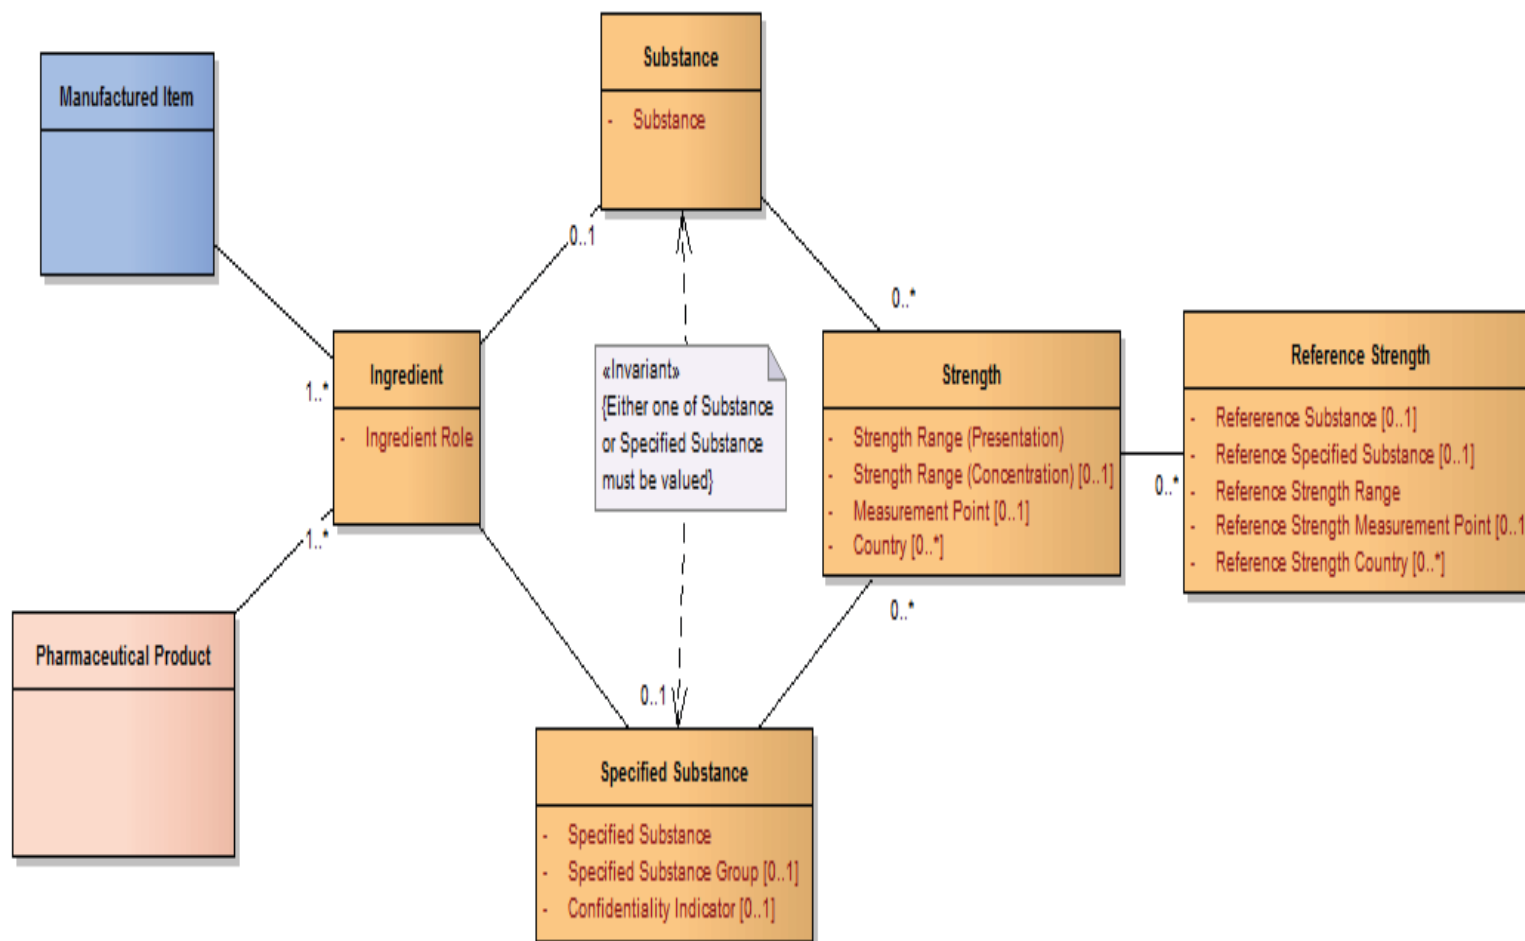 Substance
- Substance
Manufactured Item
0..1
0..*
1..*
Ingredient
- Ingredient Role
«Invariant»
{Either one of Substance
or Specified Substance
must be valued}
Strength
- Strength Range (Presentation)
- Strength Range (Concentration) [0..1]
- Measurement Point [0..1]
- Country [0..*]
0..*
Reference Strength
- Refererence Substance [0..1]
- Reference Specified Substance [0..1]
- Reference Strength Range
- Reference Strength Measurement Point [0..1
- Reference Strength Country [0..*]
1..*
0..*
Pharmaceutical Product
0..1
Specified Substance
- Specified Substance
- Specified Substance Group [0..1]
- Confidentiality Indicator [0..1]